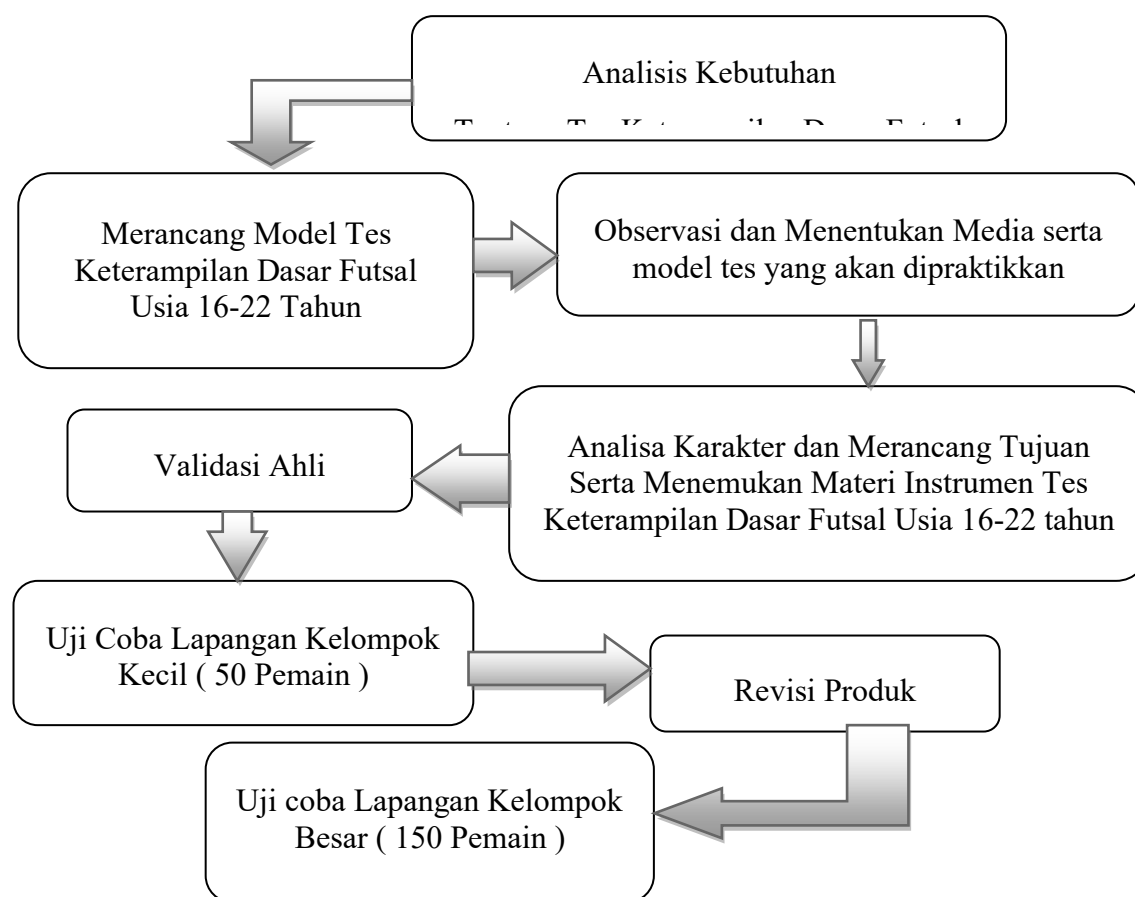 Analisis Kebutuhan
Merancang Model Tes
Keterampilan Dasar Futsal
Usia 16-22 Tahun
Observasi dan Menentukan Media serta
model tes yang akan dipraktikkan
Analisa Karakter dan Merancang Tujuan
Serta Menemukan Materi Instrumen Tes
Keterampilan Dasar Futsal Usia 16-22 tahun
Validasi Ahli
Uji Coba Lapangan Kelompok
Kecil ( 50 Pemain )
Revisi Produk
Uji coba Lapangan Kelompok
Besar ( 150 Pemain )